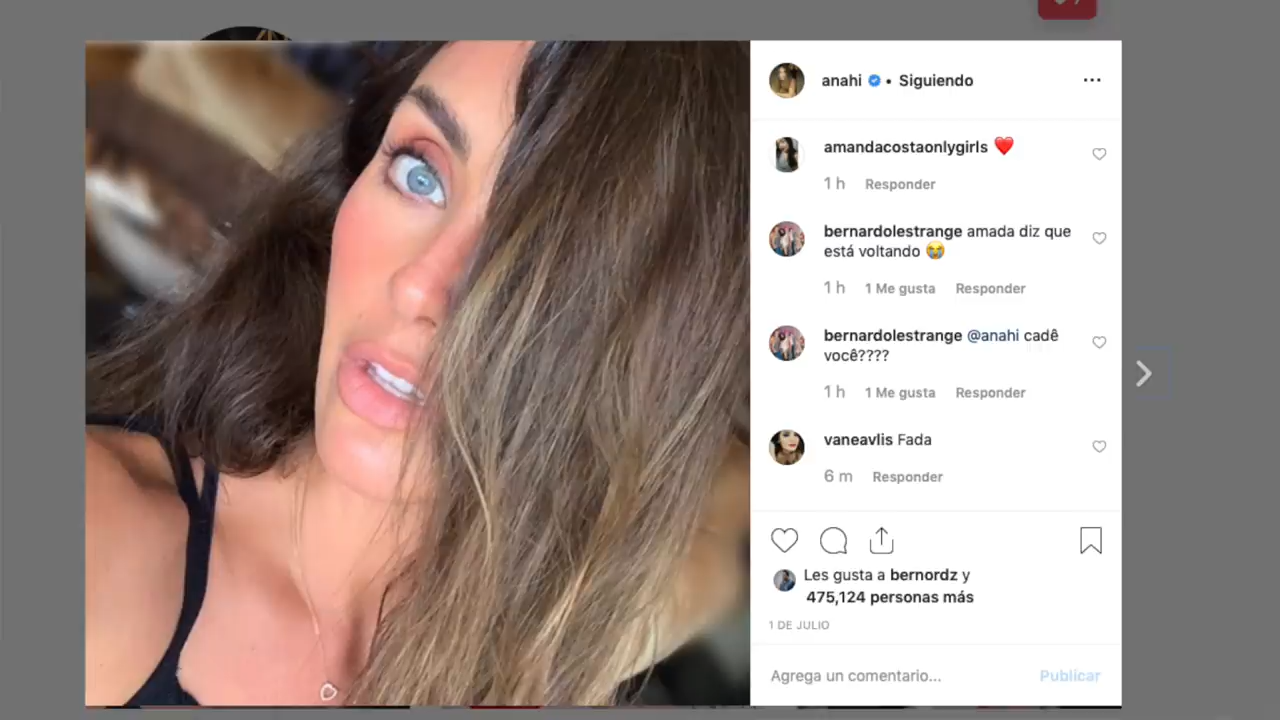 anahi • Siguiendo
amandacostaonlygirls ❤️
1 h Responder
bernardolestrange amada diz que
está voltando 😭
1 h 1 Me gusta Responder
bernardolestrange @anahi cadê
você????
1 h 1 Me gusta Responder
vaneavlis Fada
6 m Responder
Les gusta a bernordz y
475,124 personas más
1 DE JULIO
Agrega un comentario... Publicar